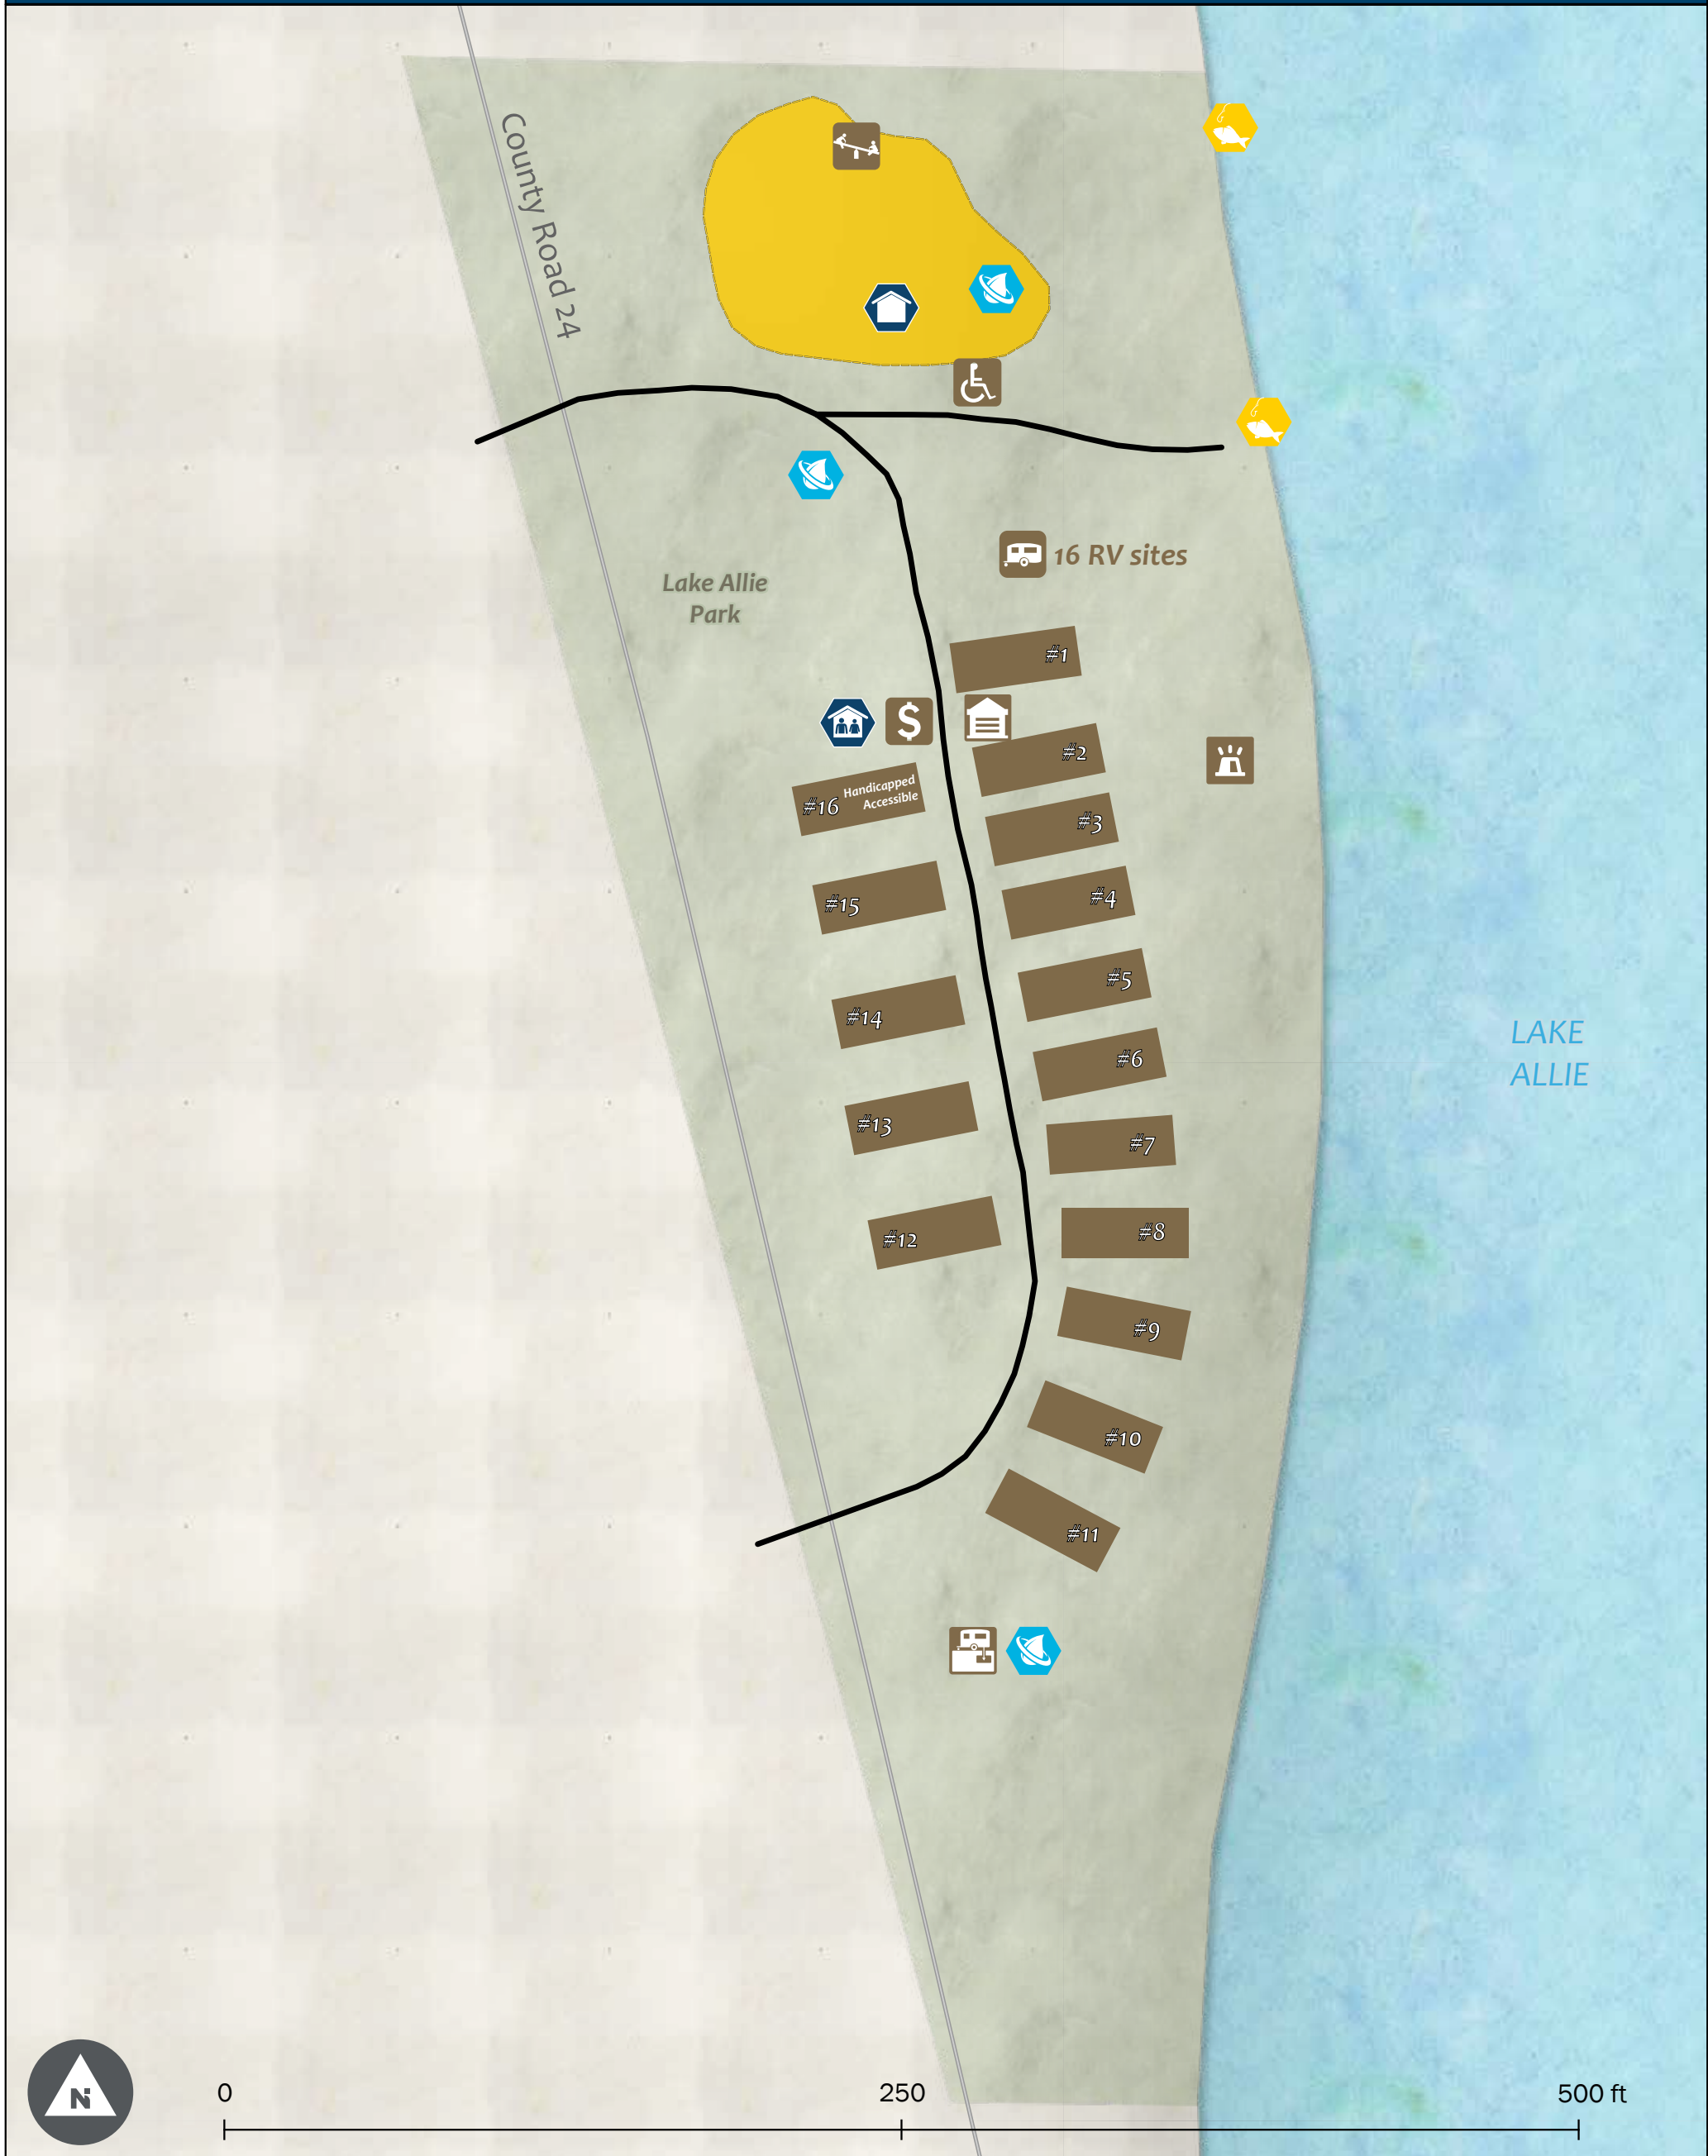 County Road 24
16 RV sites
Lake Allie
Park
#1
$
#2
#16 Handicapped
Accessible
#3
#4
#15
#5
#14
LAKE
ALLIE
#6
#13
#7
#12
#8
#9
#10
#11
N
0 250 500 ft